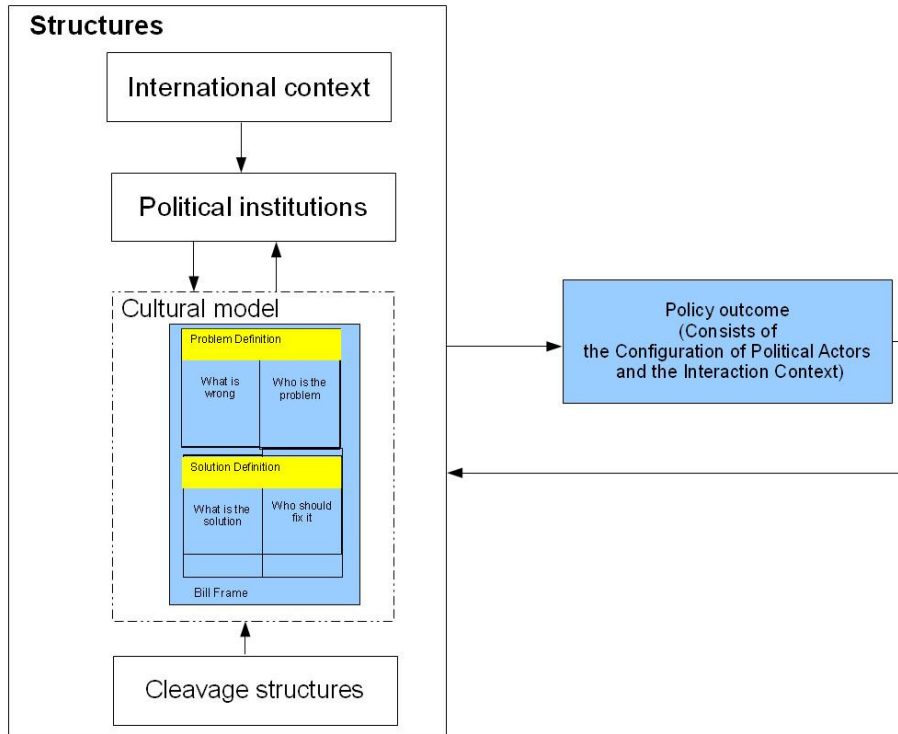 Structures
International context
Political institutions
Cultural model
Problem Definition
What is
wrong
Who is the
problem
Solution Definition
What is the
solution
Who should
fix it
Bill Frame
Cleavage structures
Policy outcome
(Consists of
the Configuration of Political Actors
and the Interaction Context)